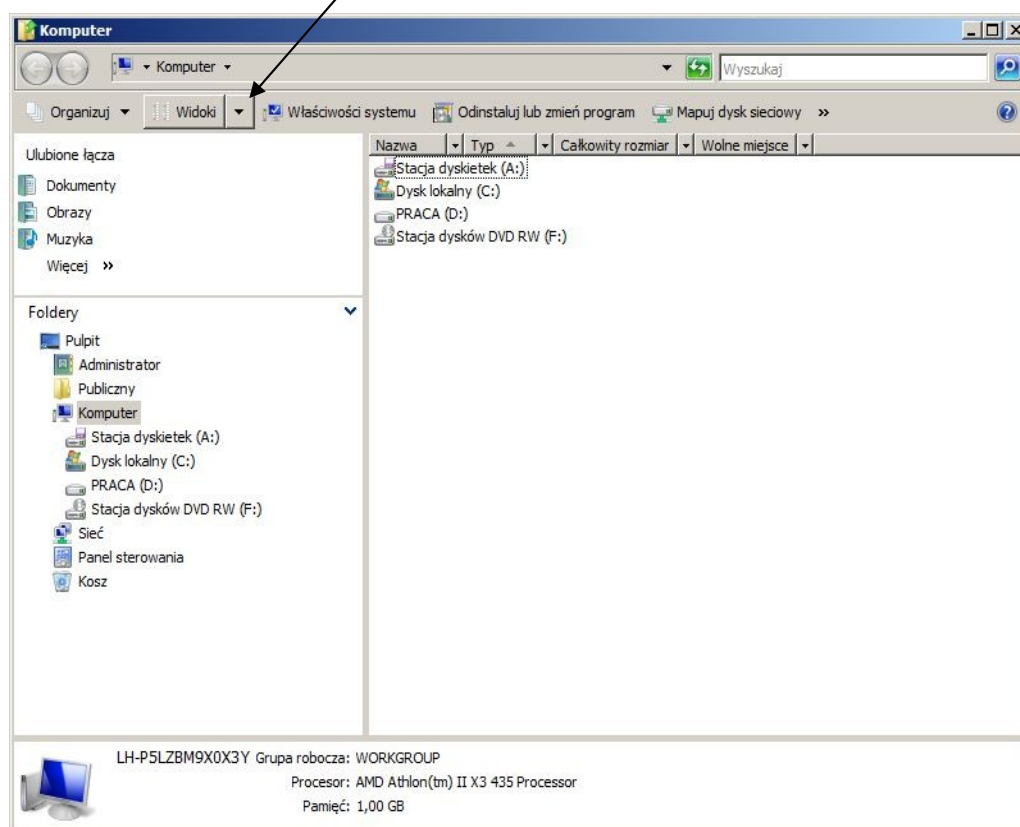 Komputer
Komputer
Wyszukaj
Organizuj Widoki Właściwości systemu Odinstaluj lub zmień program Mapuj dysk sieciowy »
Ulubione łącza
Dokumenty
Obrazy
Muzyka
Więcej »
Foldery
Pulpit
Administrator
Publiczny
Komputer
Stacja dyskietek (A:)
Dysk lokalny (C:)
PRACA (D:)
Stacja dysków DVD RW (F:)
Sieć
Panel sterowania
Kosz
Nazwa Typ Całkowity rozmiar Wolne miejsce
Stacja dyskietek (A:)
Dysk lokalny (C:)
PRACA (D:)
Stacja dysków DVD RW (F:)
LH-P5LZBM9X0X3Y Grupa robocza: WORKGROUP
Procesor: AMD Athlon(tm) II X3 435 Processor
Pamięć: 1,00 GB